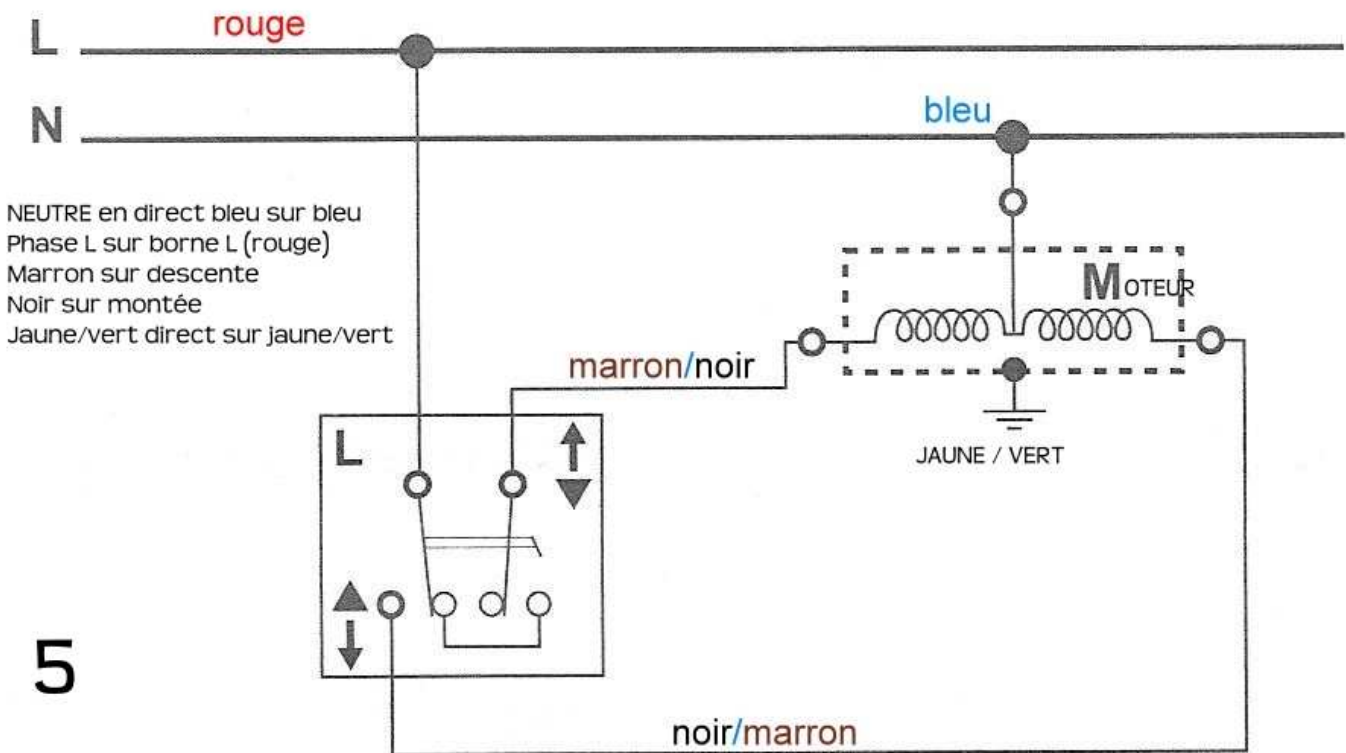 L rouge
N bleu
NEUTRE en direct bleu sur bleu
Phase L sur borne L (rouge)
Marron sur descente
Noir sur montée
Jaune/vert direct sur jaune/vert
MOTEUR
marron/noir
JAUNE / VERT
L
5
noir/marron